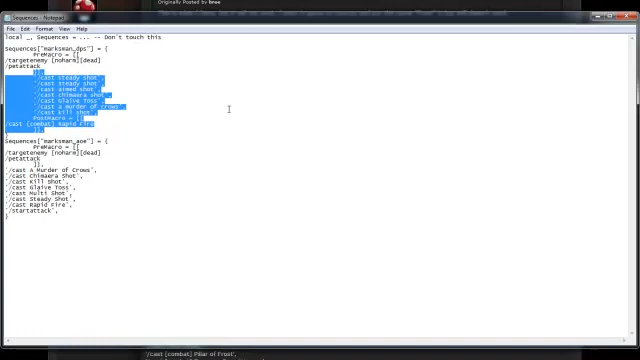 Originally Posted by bree
Sequences - Notepad
File Edit Format View Help
local _, Sequences = ... -- Don't touch this
Sequences["marksman_dps"] = {
PreMacro = [[
/targetenemy [noharm][dead]
/petattack
]],
'/cast Steady Shot',
'/cast steady shot',
'/cast aimed shot',
'/cast chimaera shot',
'/cast Glaive Toss',
'/cast a murder of crows',
'/cast kill shot',
PostMacro = [[
/cast [combat] Rapid Fire
]],
}
Sequences["marksman_aoe"] = {
PreMacro = [[
/targetenemy [noharm][dead]
/petattack
]],
'/cast A Murder of Crows',
'/cast Chimaera Shot',
'/cast Kill Shot',
'/cast Glaive Toss',
'/cast Multi Shot',
'/cast Steady Shot',
'/cast Rapid Fire',
'/startattack',
}
'/cast [combat] Pillar of Frost',